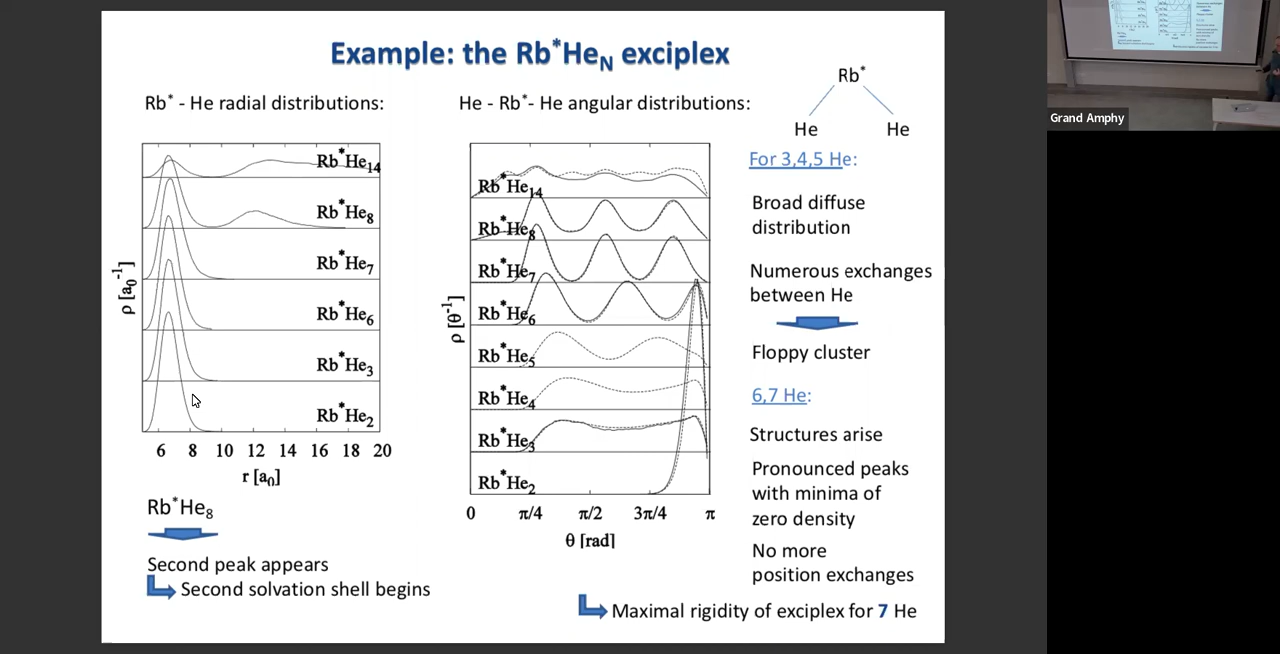 Example: the Rb*HeN exciplex
Rb* - He radial distributions:
ρ [a0-1]
Rb*He14
Rb*He8
Rb*He7
Rb*He6
Rb*He3
Rb*He2
6 8 10 12 14 16 18 20
r [a0]
Rb*He8
Second peak appears
Second solvation shell begins
He - Rb*- He angular distributions:
ρ [θ-1]
Rb*He14
Rb*He8
Rb*He7
Rb*He6
Rb*He5
Rb*He4
Rb*He3
Rb*He2
0 π/4 π/2 3π/4 π
θ [rad]
Rb*
He He
For 3,4,5 He:
Broad diffuse
distribution
Numerous exchanges
between He
Floppy cluster
6,7 He:
Structures arise
Pronounced peaks
with minima of
zero density
No more
position exchanges
Maximal rigidity of exciplex for 7 He
Grand Amphy